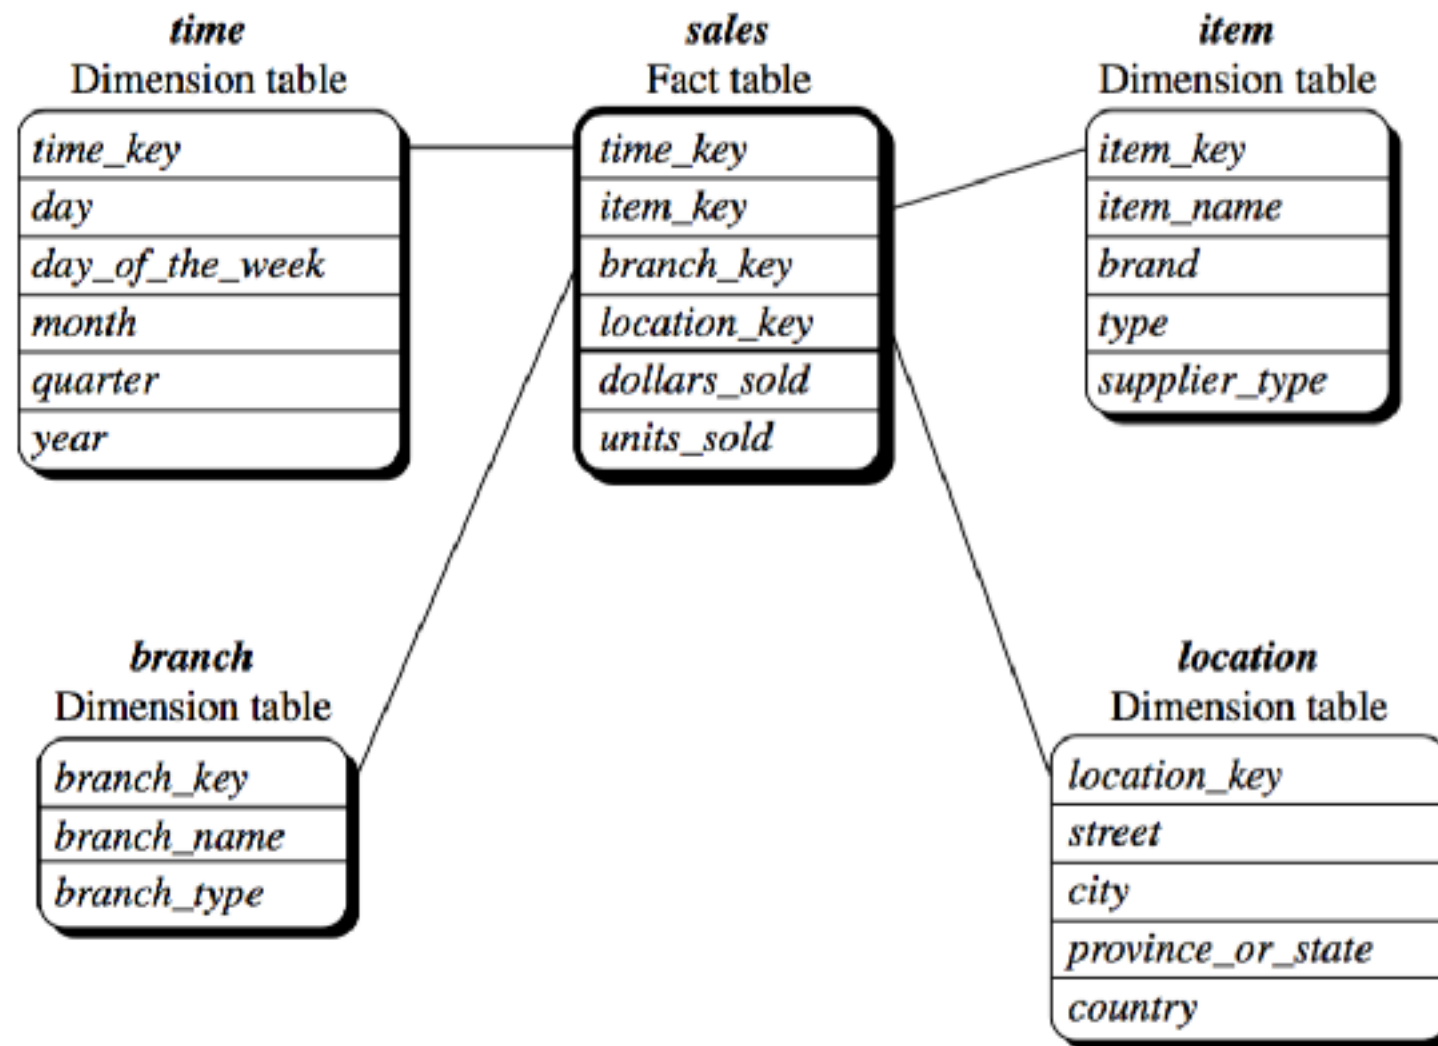 time
Dimension table
time_key
day
day_of_the_week
month
quarter
year
sales
Fact table
time_key
item_key
branch_key
location_key
dollars_sold
units_sold
item
Dimension table
item_key
item_name
brand
type
supplier_type
branch
Dimension table
branch_key
branch_name
branch_type
location
Dimension table
location_key
street
city
province_or_state
country